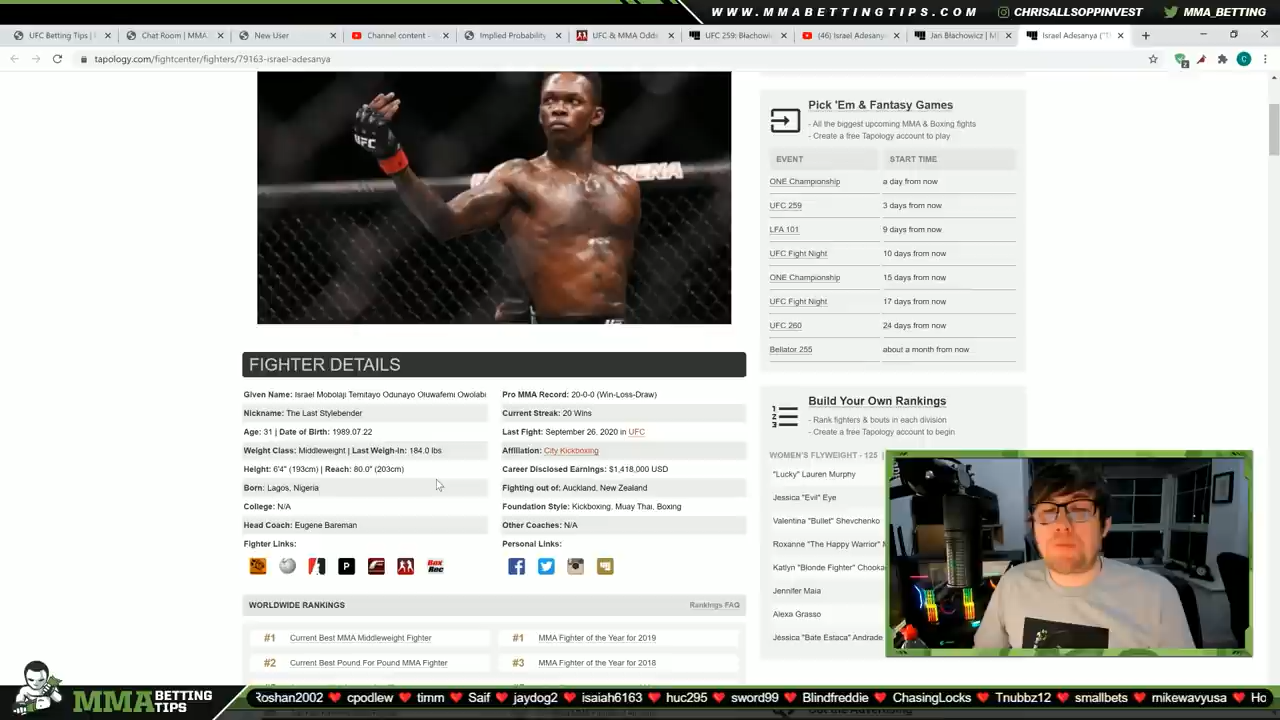 WWW.MMABETTINGTIPS.COM
CHRISALLSOPPINVEST
MMA_BETTING
UFC Betting Tips |
Chat Room | MMA
New User
Channel content -
Implied Probability
UFC & MMA Odds
UFC 259: Błachowic
(46) Israel Adesany
Jan Błachowicz | M
Israel Adesanya ("T
tapology.com/fightcenter/fighters/79163-israel-adesanya
UFC
ARENA
Pick 'Em & Fantasy Games
- All the biggest upcoming MMA & Boxing fights
- Create a free Tapology account to play
EVENT START TIME
ONE Championship a day from now
UFC 259 3 days from now
LFA 101 9 days from now
UFC Fight Night 10 days from now
ONE Championship 15 days from now
UFC Fight Night 17 days from now
UFC 260 24 days from now
Bellator 255 about a month from now
FIGHTER DETAILS
Given Name: Israel Mobolaji Temitayo Odunayo Oluwafemi Owolabi
Nickname: The Last Stylebender
Age: 31 | Date of Birth: 1989.07.22
Weight Class: Middleweight | Last Weigh-In: 184.0 lbs
Height: 6'4" (193cm) | Reach: 80.0" (203cm)
Born: Lagos, Nigeria
College: N/A
Head Coach: Eugene Bareman
Fighter Links:
Pro MMA Record: 20-0-0 (Win-Loss-Draw)
Current Streak: 20 Wins
Last Fight: September 26, 2020 in UFC
Affiliation: City Kickboxing
Career Disclosed Earnings: $1,418,000 USD
Fighting out of: Auckland, New Zealand
Foundation Style: Kickboxing, Muay Thai, Boxing
Other Coaches: N/A
Personal Links:
Box
Rec
WORLDWIDE RANKINGS
Rankings FAQ
#1 Current Best MMA Middleweight Fighter
#1 MMA Fighter of the Year for 2019
#2 Current Best Pound For Pound MMA Fighter
#3 MMA Fighter of the Year for 2018
Build Your Own Rankings
- Rank fighters & bouts in each division
- Create a free Tapology account to begin
WOMEN'S FLYWEIGHT - 125 |
"Lucky" Lauren Murphy
Jessica "Evil" Eye
Valentina "Bullet" Shevchenko
Roxanne "The Happy Warrior" M
Katlyn "Blonde Fighter" Chooka
Jennifer Maia
Alexa Grasso
Jéssica "Bate Estaca" Andrade
MMA BETTING TIPS
Roshan2002 cpodlew timm Saif jaydog2 isaiah6163 huc295 sword99 Blindfreddie ChasingLocks Tnubbz12 smallbets mikewavyusa Ho